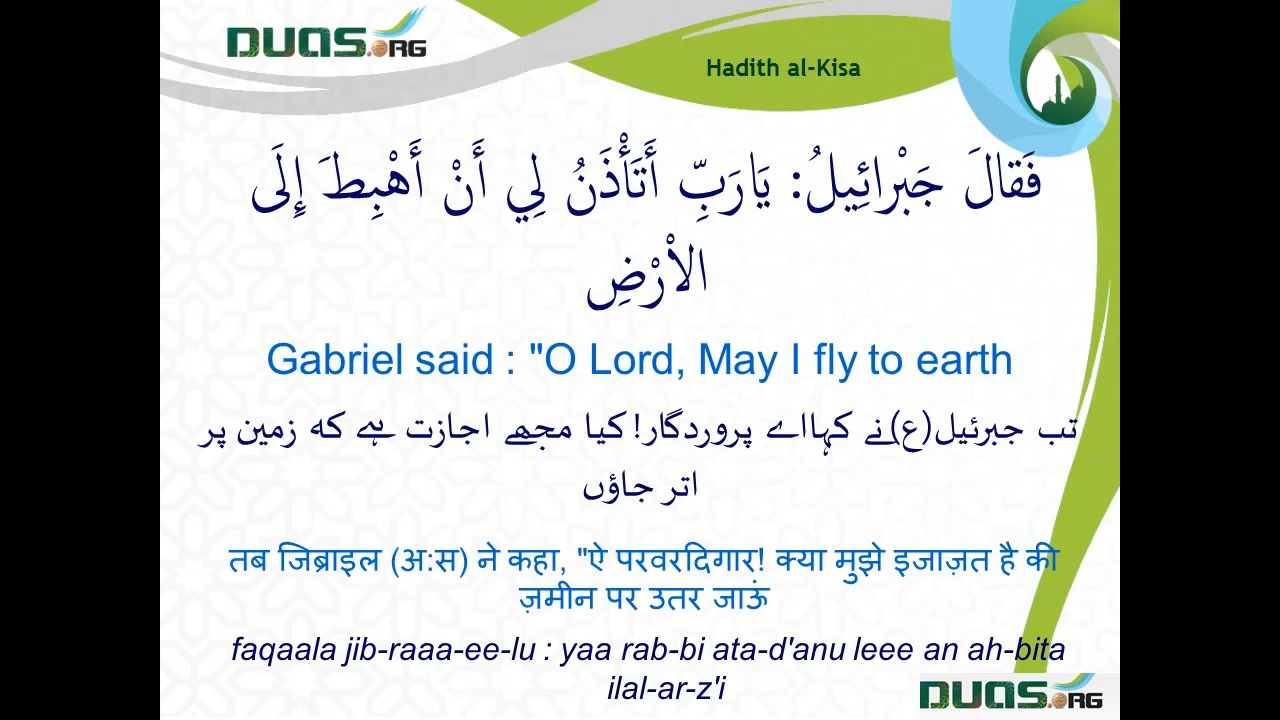 DUAS.ORG
Hadith al-Kisa
فَقالَ جَبْرائِيلُ: يَارَبِّ أَتَأْذَنُ لِي أَنْ أَهْبِطَ إِلَى
الاْرْضِ
Gabriel said : "O Lord, May I fly to earth
تب جبرئیل(ع)نے کہااے پروردگار! کیا مجھے اجازت ہے کہ زمین پر
اتر جاؤں
तब जिब्राइल (अ:स) ने कहा, "ऐ परवरदिगार! क्या मुझे इजाज़त है की
ज़मीन पर उतर जाऊं
faqaala jib-raaa-ee-lu : yaa rab-bi ata-d'anu leee an ah-bita
ilal-ar-z'i
DUAS.ORG